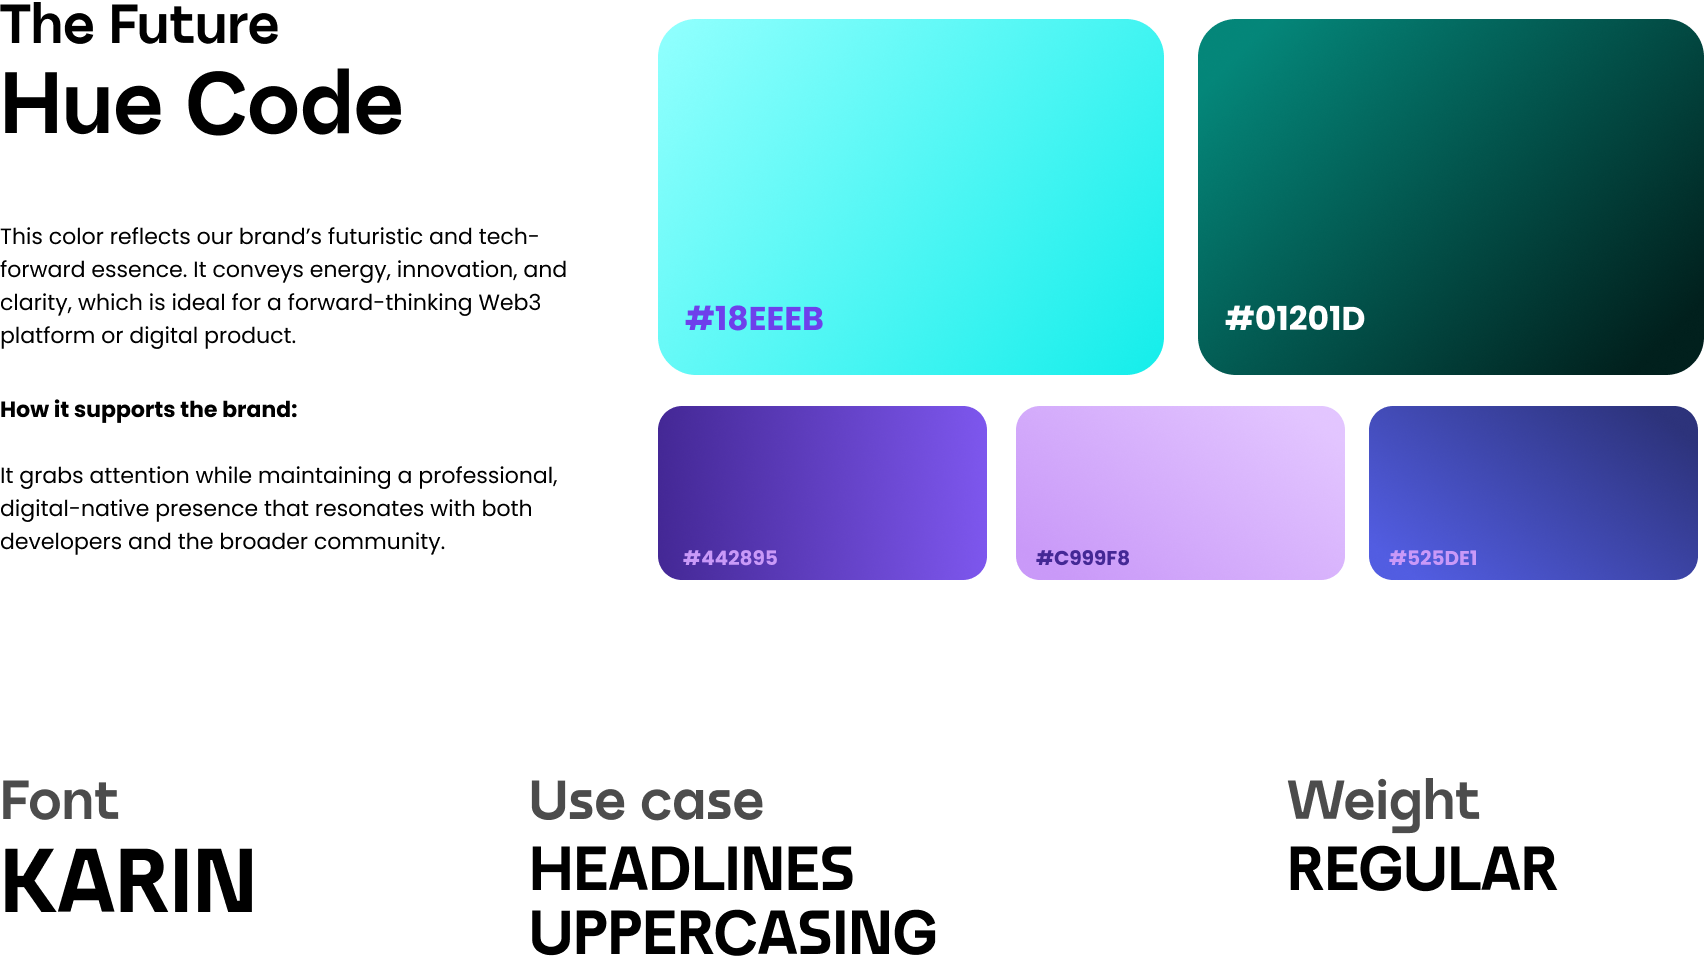 The Future
Hue Code
This color reflects our brand’s futuristic and tech-
forward essence. It conveys energy, innovation, and
clarity, which is ideal for a forward-thinking Web3
platform or digital product.
How it supports the brand:
It grabs attention while maintaining a professional,
digital-native presence that resonates with both
developers and the broader community.
#18EEEB
#01201D
#442895
#C999F8
#525DE1
Font
KARIN
Use case
HEADLINES
UPPERCASING
Weight
REGULAR